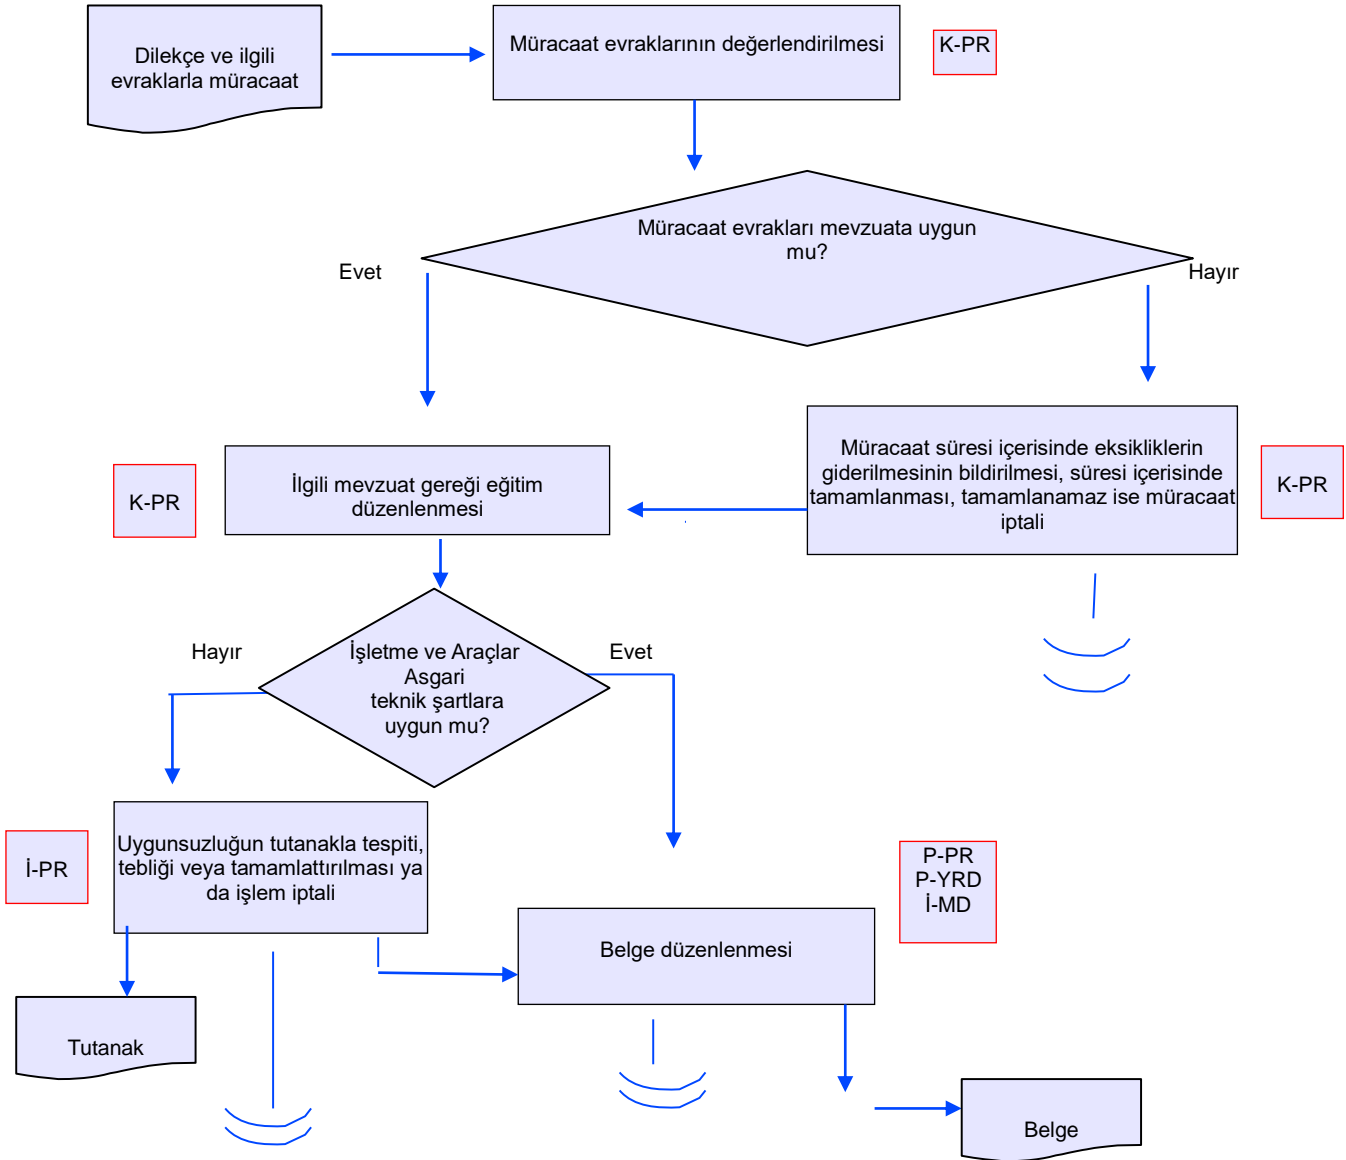 Dilekçe ve ilgili
evraklarla müracaat
Müracaat evraklarının değerlendirilmesi
K-PR
Müracaat evrakları mevzuata uygun
mu?
Evet
Hayır
K-PR
İlgili mevzuat gereği eğitim
düzenlenmesi
Müracaat süresi içerisinde eksikliklerin
giderilmesinin bildirilmesi, süresi içerisinde
tamamlanması, tamamlanamaz ise müracaat
iptali
K-PR
Hayır
İşletme ve Araçlar
Asgari
teknik şartlara
uygun mu?
Evet
İ-PR
Uygunsuzluğun tutanakla tespiti,
tebliği veya tamamlattırılması ya
da işlem iptali
P-PR
P-YRD
İ-MD
Belge düzenlenmesi
Tutanak
Belge